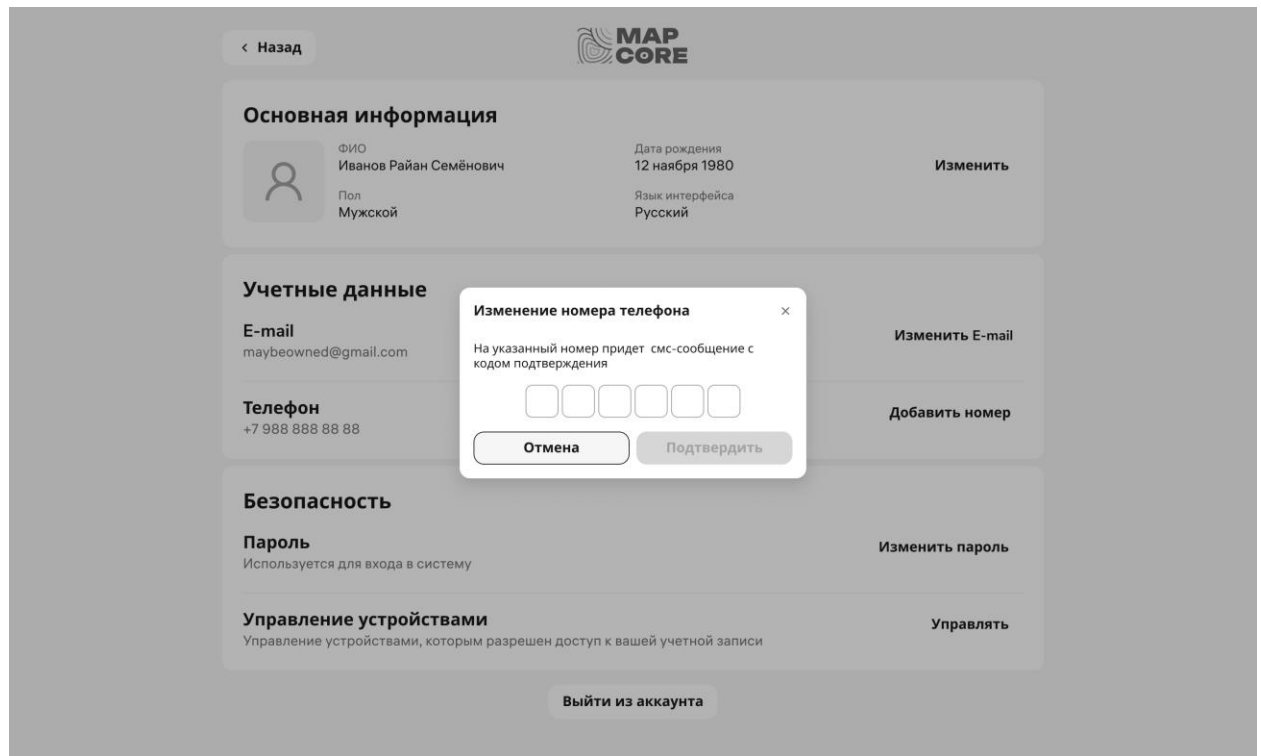 ‹ Назад
MAP
CORE
Основная информация
ФИО
Иванов Райан Семёнович
Дата рождения
12 наября 1980
Изменить
Пол
Мужской
Язык интерфейса
Русский
Учетные данные
E-mail
maybeowned@gmail.com
Изменить E-mail
Телефон
+7 988 888 88 88
Добавить номер
Изменение номера телефона ×
На указанный номер придет смс-сообщение с
кодом подтверждения
Отмена
Подтвердить
Безопасность
Пароль
Используется для входа в систему
Изменить пароль
Управление устройствами
Управление устройствами, которым разрешен доступ к вашей учетной записи
Управлять
Выйти из аккаунта